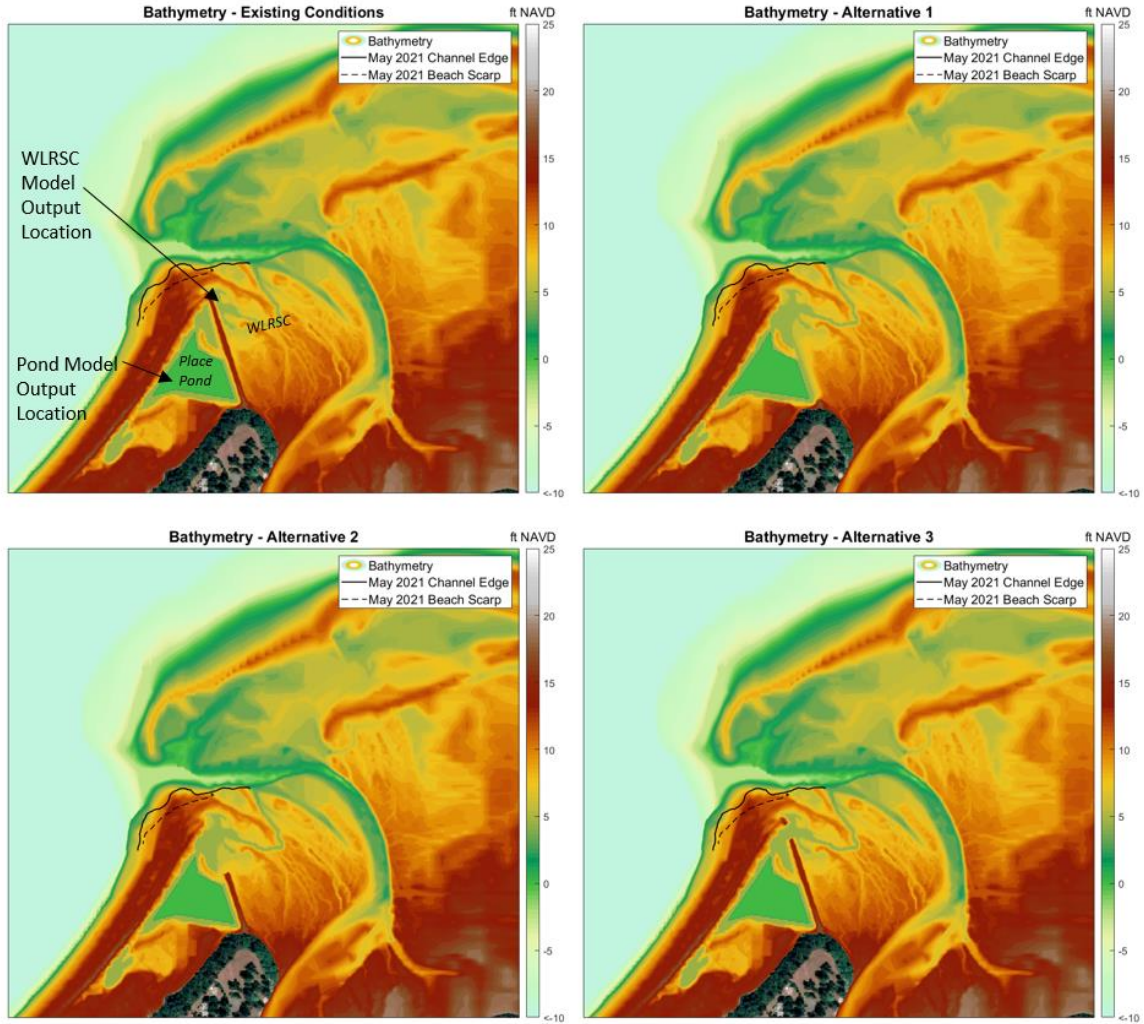 Bathymetry - Existing Conditions
ft NAVD
Bathymetry
May 2021 Channel Edge
May 2021 Beach Scarp
25
20
15
10
5
0
-5
<-10
WLRSC
Model
Output
Location
WLRSC
Place
Pond
Pond Model
Output
Location
Bathymetry - Alternative 1
ft NAVD
Bathymetry
May 2021 Channel Edge
May 2021 Beach Scarp
25
20
15
10
5
0
-5
<-10
Bathymetry - Alternative 2
ft NAVD
Bathymetry
May 2021 Channel Edge
May 2021 Beach Scarp
25
20
15
10
5
0
-5
<-10
Bathymetry - Alternative 3
ft NAVD
Bathymetry
May 2021 Channel Edge
May 2021 Beach Scarp
25
20
15
10
5
0
-5
<-10